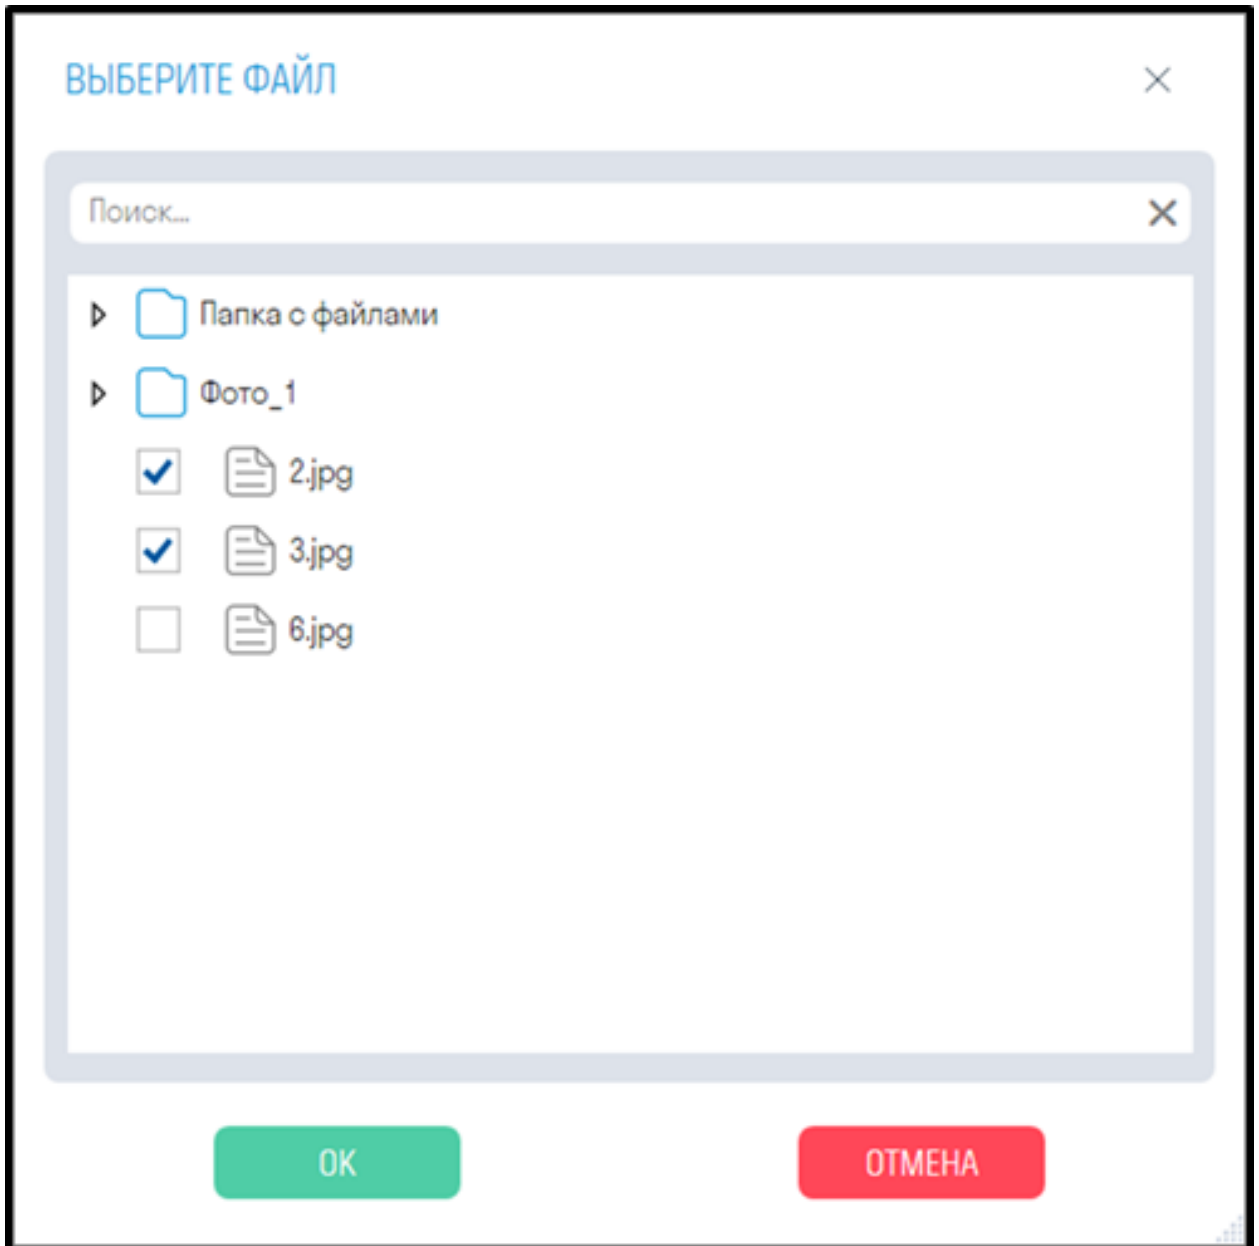 ВЫБЕРИТЕ ФАЙЛ
Поиск...
Папка с файлами
Фото_1
2.jpg
3.jpg
6.jpg
ОК
ОТМЕНА